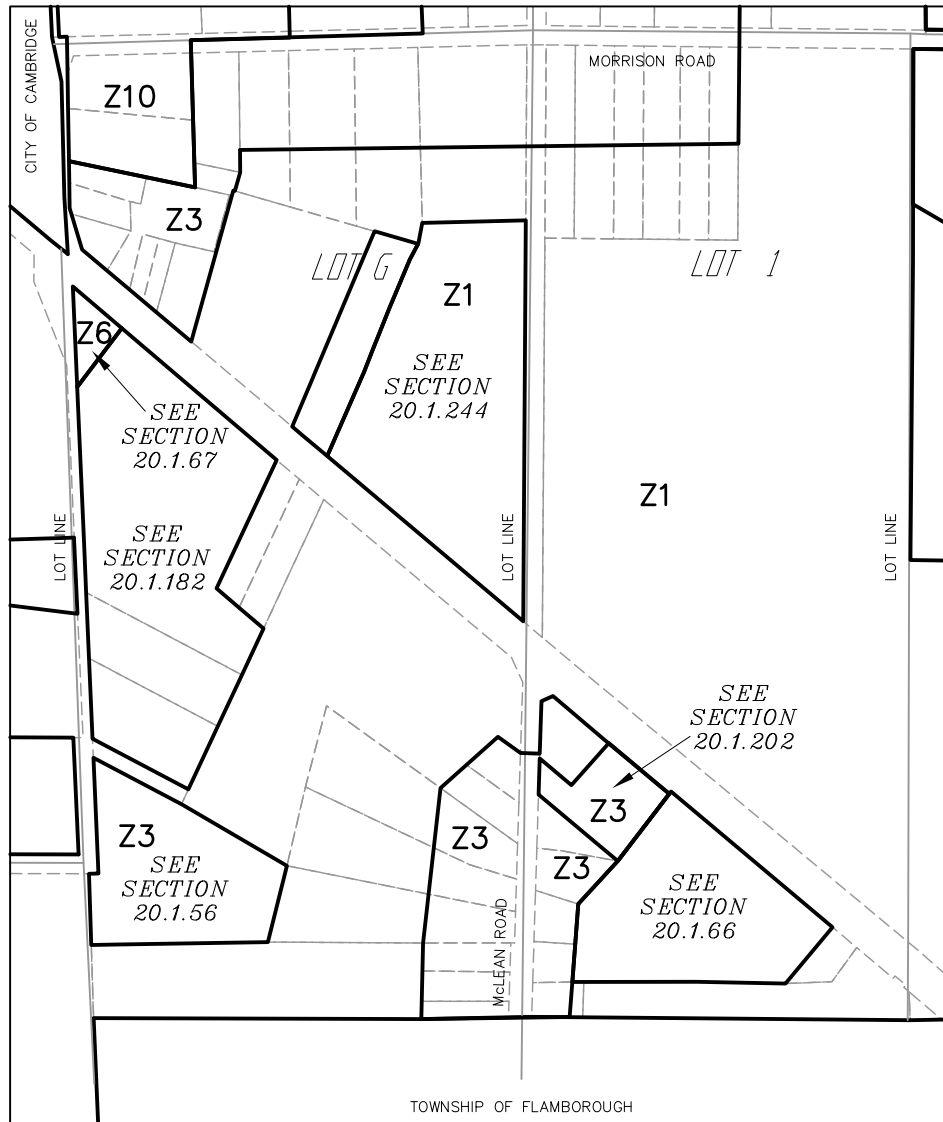 CITY OF CAMBRIDGE
MORRISON ROAD
Z10
Z3
LOT G
LOT 1
Z1
Z6
SEE
SECTION
20.1.244
SEE
SECTION
20.1.67
Z1
LOT LINE
LOT LINE
LOT LINE
SEE
SECTION
20.1.182
SEE
SECTION
20.1.202
Z3
Z3
Z3
Z3
SEE
SECTION
20.1.56
SEE
SECTION
20.1.66
McLEAN ROAD
TOWNSHIP OF FLAMBOROUGH